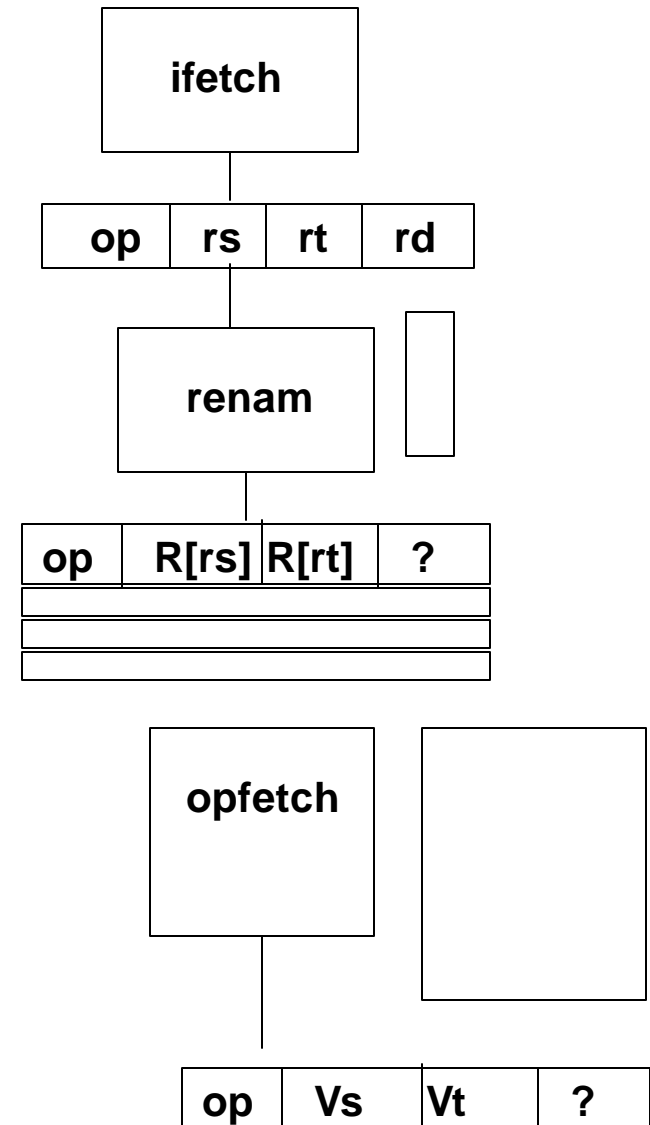 ifetch
op rs rt rd
renam
op R[rs] R[rt] ?
opfetch
op Vs Vt ?